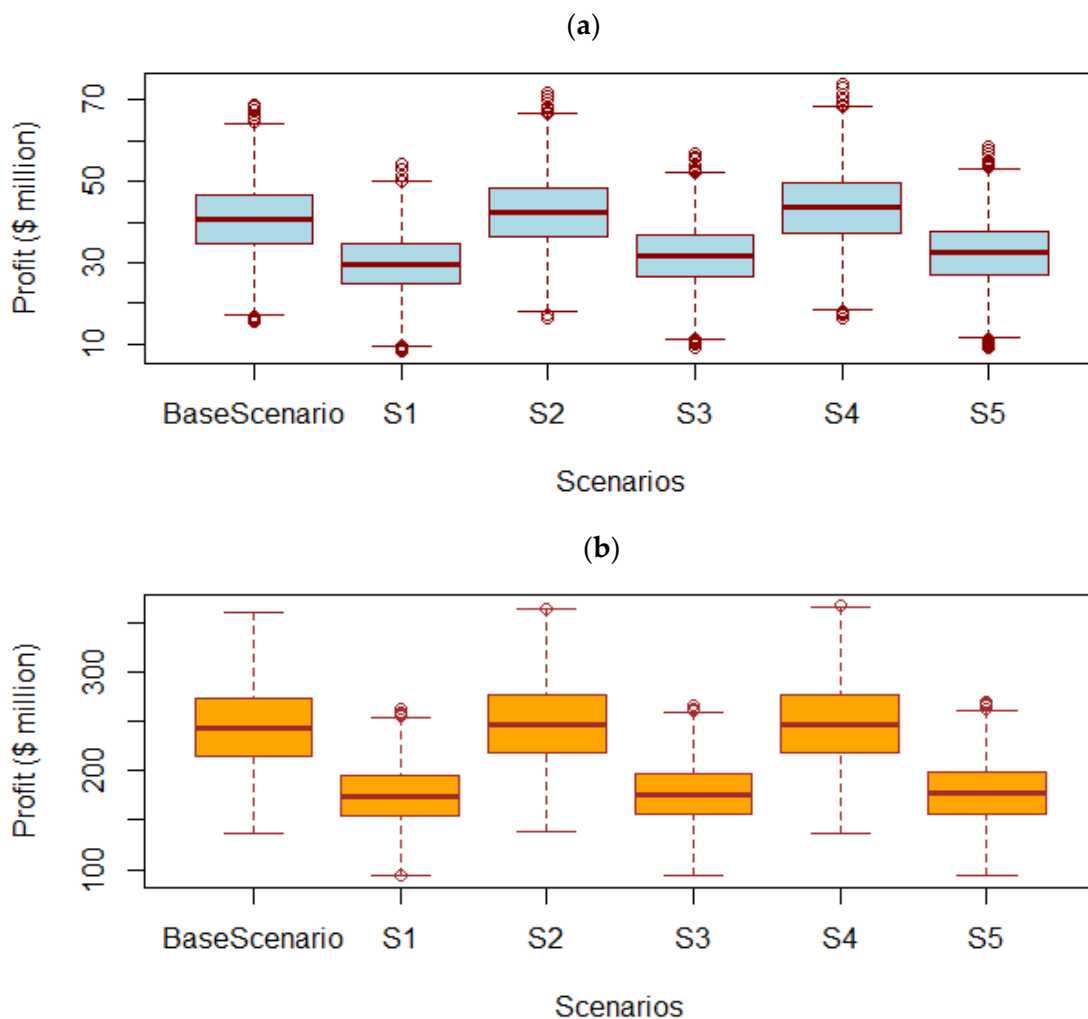 (a)
Profit ($ million)
70
50
30
10
BaseScenario S1 S2 S3 S4 S5
Scenarios
(b)
Profit ($ million)
300
200
100
BaseScenario S1 S2 S3 S4 S5
Scenarios